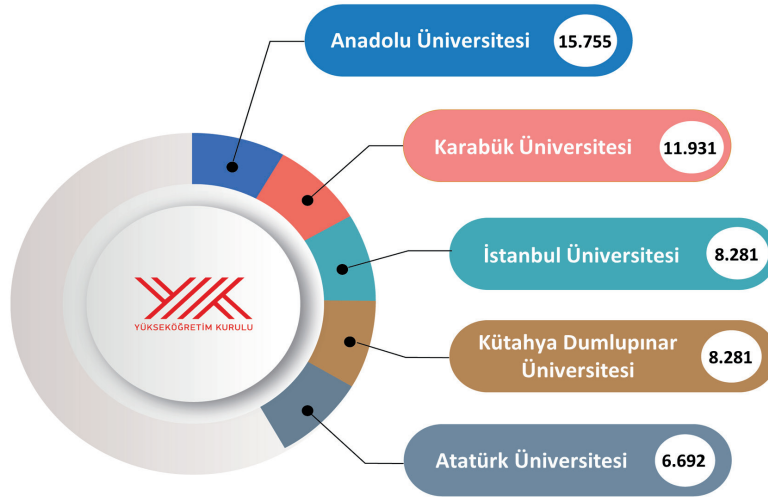 Anadolu Üniversitesi 15.755
Karabük Üniversitesi 11.931
İstanbul Üniversitesi 8.281
Kütahya Dumlupınar
Üniversitesi 8.281
Atatürk Üniversitesi 6.692
YÜKSEKÖĞRETİM KURULU